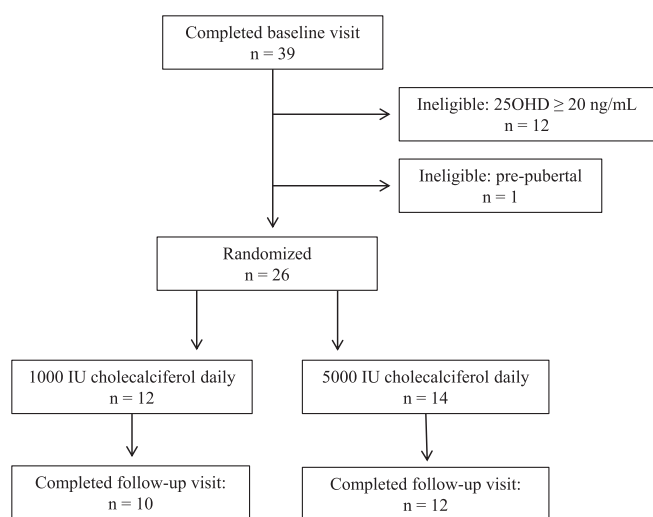 Completed baseline visit
n = 39
Ineligible: 25OHD ≥ 20 ng/mL
n = 12
Ineligible: pre-pubertal
n = 1
Randomized
n = 26
1000 IU cholecalciferol daily
n = 12
5000 IU cholecalciferol daily
n = 14
Completed follow-up visit:
n = 10
Completed follow-up visit:
n = 12